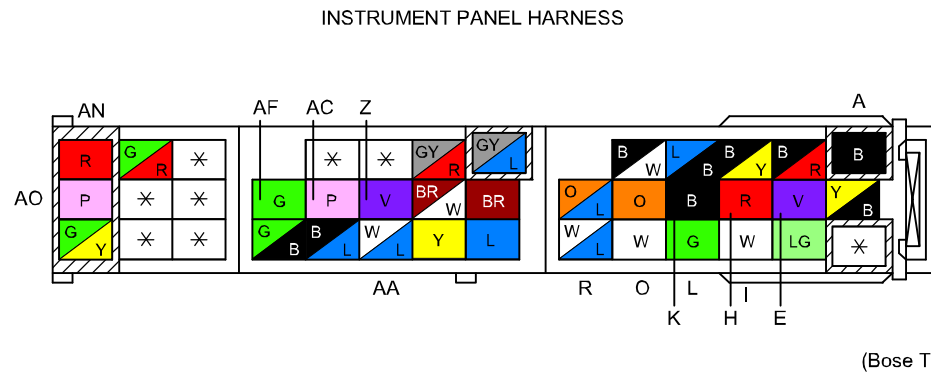 INSTRUMENT PANEL HARNESS
AN AF AC Z A
R G R * * * GY R GY L B W L B B Y B R B
AO P * * G P V BR W BR O L O B R V Y B
G Y * * G B B L W L Y L W L W G W LG *
AA R O L I
K H E
(Bose T